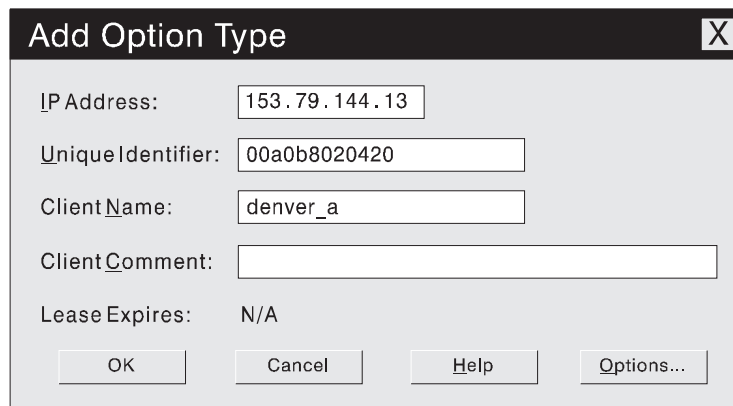 Add Option Type X
IP Address: 153.79.144.13
Unique Identifier: 00a0b8020420
Client Name: denver_a
Client Comment:
Lease Expires: N/A
OK Cancel Help Options...